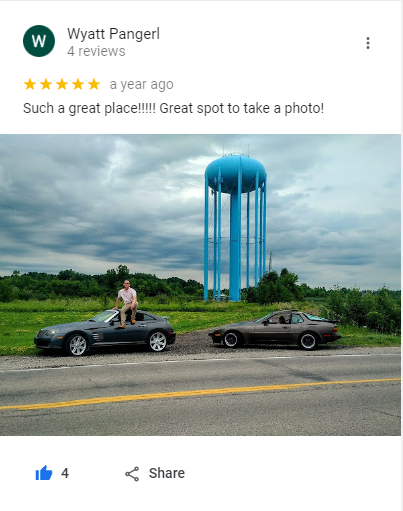 W
Wyatt Pangerl
4 reviews
a year ago
Such a great place!!!!! Great spot to take a photo!
4
Share